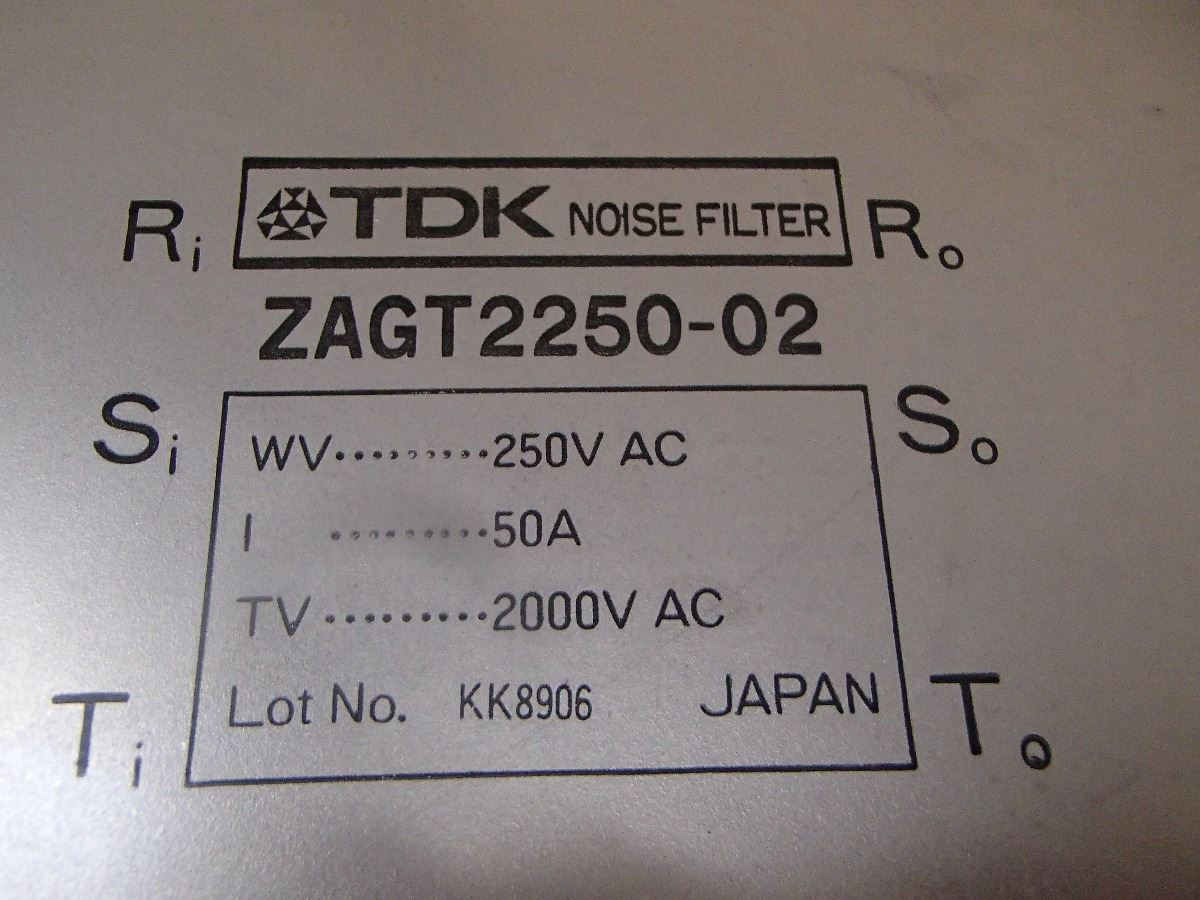 Ri TDK NOISE FILTER Ro
ZAGT2250-02
Si So
WV·········250V AC
I ·········50A
TV·········2000V AC
Lot No. KK8906 JAPAN
Ti To